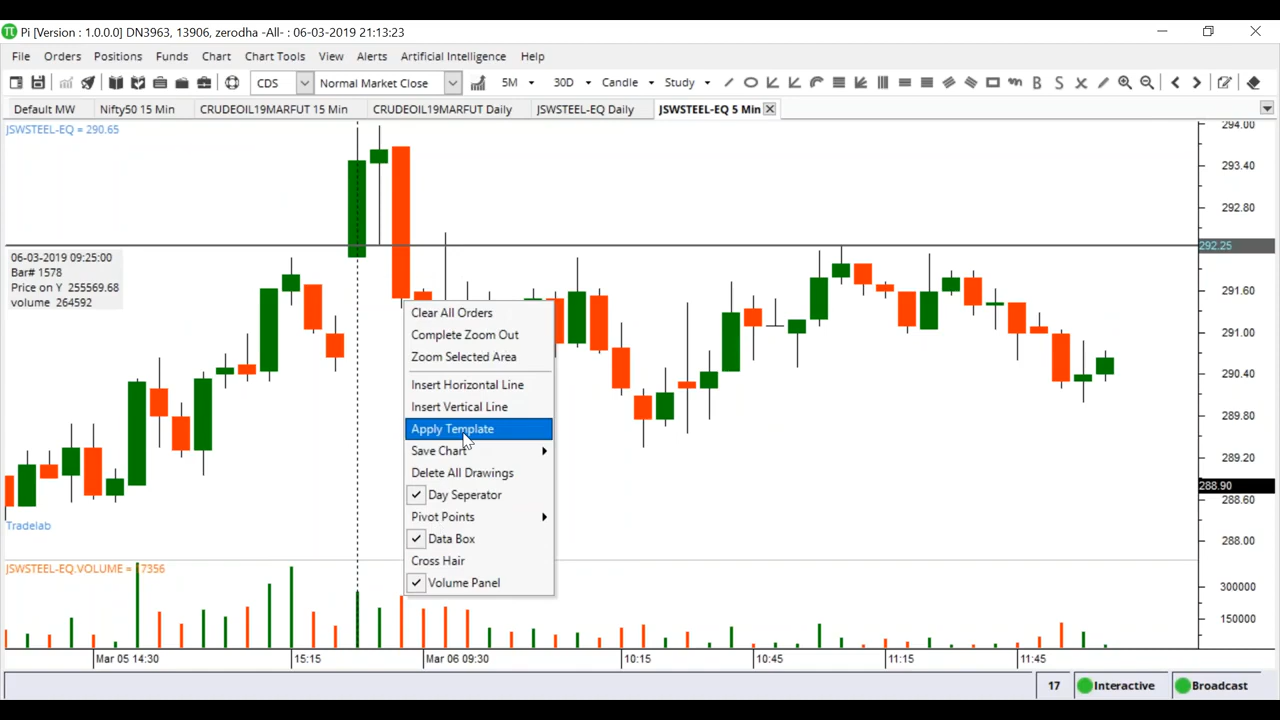 Pi [Version : 1.0.0.0] DN3963, 13906, zerodha -All- : 06-03-2019 21:13:23
File Orders Positions Funds Chart Chart Tools View Alerts Artificial Intelligence Help
CDS Normal Market Close 5M 30D Candle Study
Default MW Nifty50 15 Min CRUDEOIL19MARFUT 15 Min CRUDEOIL19MARFUT Daily JSWSTEEL-EQ Daily JSWSTEEL-EQ 5 Min
JSWSTEEL-EQ = 290.65
294.00
293.40
292.80
292.25
291.60
291.00
290.40
289.80
289.20
288.90
288.60
288.00
06-03-2019 09:25:00
Bar# 1578
Price on Y 255569.68
volume 264592
Clear All Orders
Complete Zoom Out
Zoom Selected Area
Insert Horizontal Line
Insert Vertical Line
Apply Template
Save Chart
Delete All Drawings
Day Seperator
Pivot Points
Data Box
Cross Hair
Volume Panel
Tradelab
JSWSTEEL-EQ.VOLUME = 17356
300000
150000
Mar 05 14:30 15:15 Mar 06 09:30 10:15 10:45 11:15 11:45
17 Interactive Broadcast